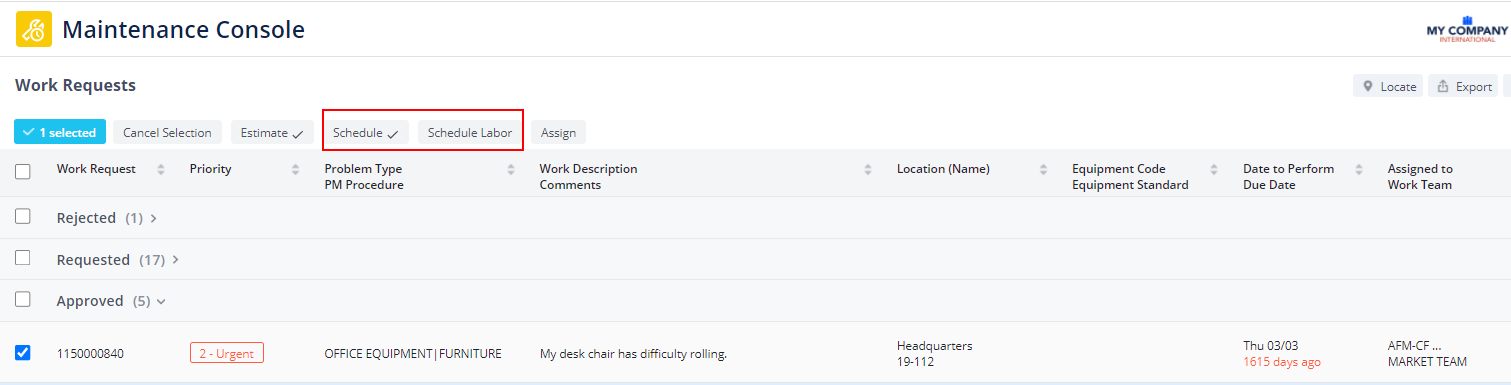 Maintenance Console
MY COMPANY
INTERNATIONAL
Work Requests
Locate Export
1 selected Cancel Selection Estimate Schedule Schedule Labor Assign
Work Request Priority Problem Type Work Description Location (Name) Equipment Code Date to Perform Assigned to
PM Procedure Comments Equipment Standard Due Date Work Team
Rejected (1)
Requested (17)
Approved (5)
1150000840 2 - Urgent OFFICE EQUIPMENT|FURNITURE My desk chair has difficulty rolling. Headquarters Thu 03/03 AFM-CF ...
19-112 1615 days ago MARKET TEAM